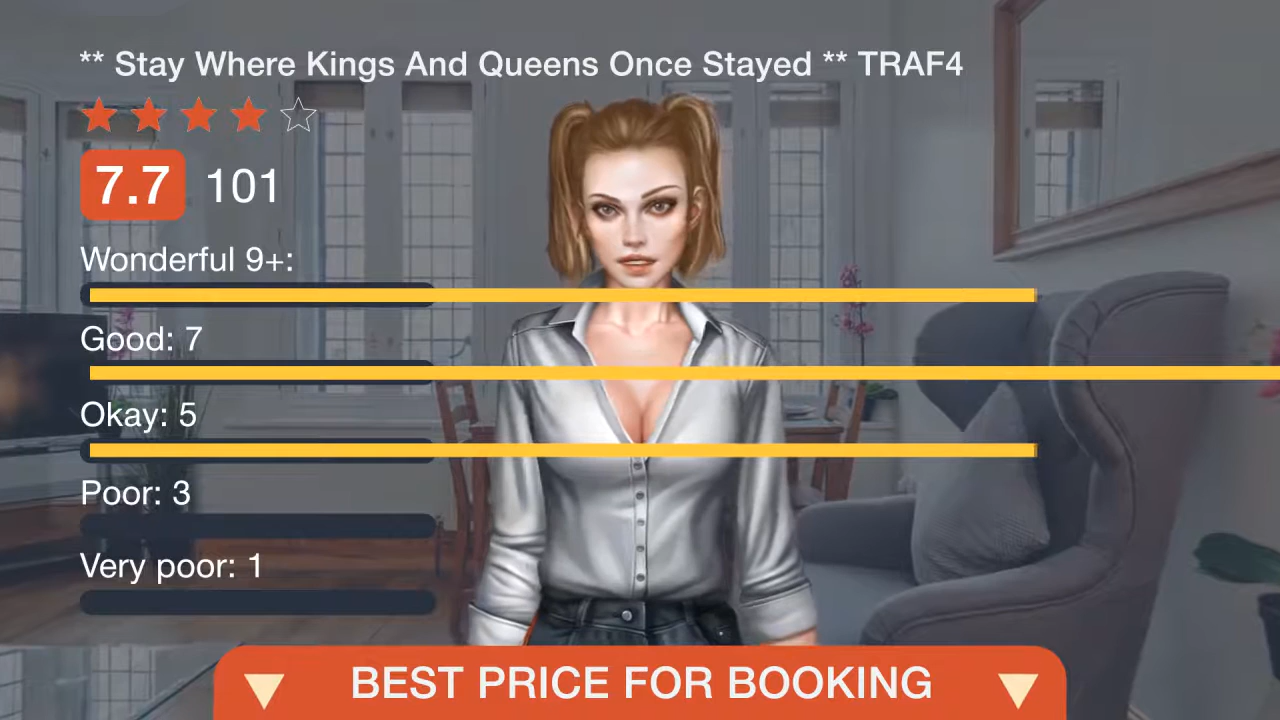 ** Stay Where Kings And Queens Once Stayed ** TRAF4
7.7 101
Wonderful 9+:
Good: 7
Okay: 5
Poor: 3
Very poor: 1
BEST PRICE FOR BOOKING